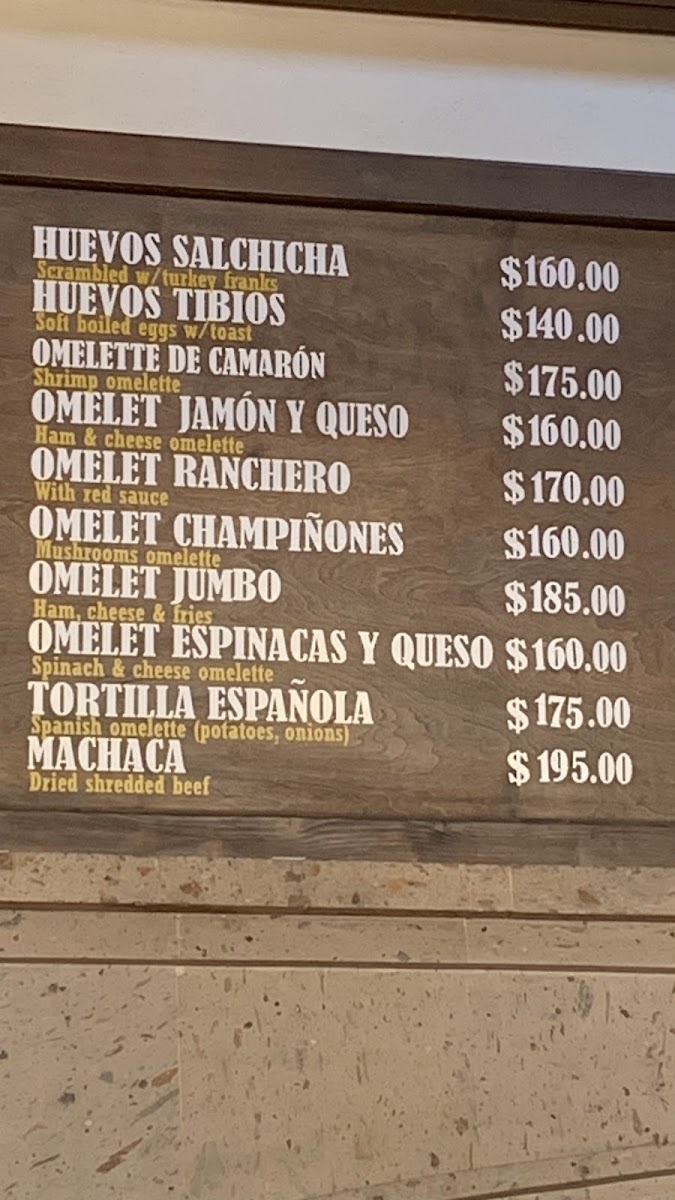 HUEVOS SALCHICHA $160.00
Scrambled w/turkey franks
HUEVOS TIBIOS $140.00
Soft boiled eggs w/toast
OMELETTE DE CAMARÓN $175.00
Shrimp omelette
OMELET JAMÓN Y QUESO $160.00
Ham & cheese omelette
OMELET RANCHERO $170.00
With red sauce
OMELET CHAMPIÑONES $160.00
Mushrooms omelette
OMELET JUMBO $185.00
Ham, cheese & fries
OMELET ESPINACAS Y QUESO $160.00
Spinach & cheese omelette
TORTILLA ESPAÑOLA $175.00
Spanish omelette (potatoes, onions)
MACHACA $195.00
Dried shredded beef